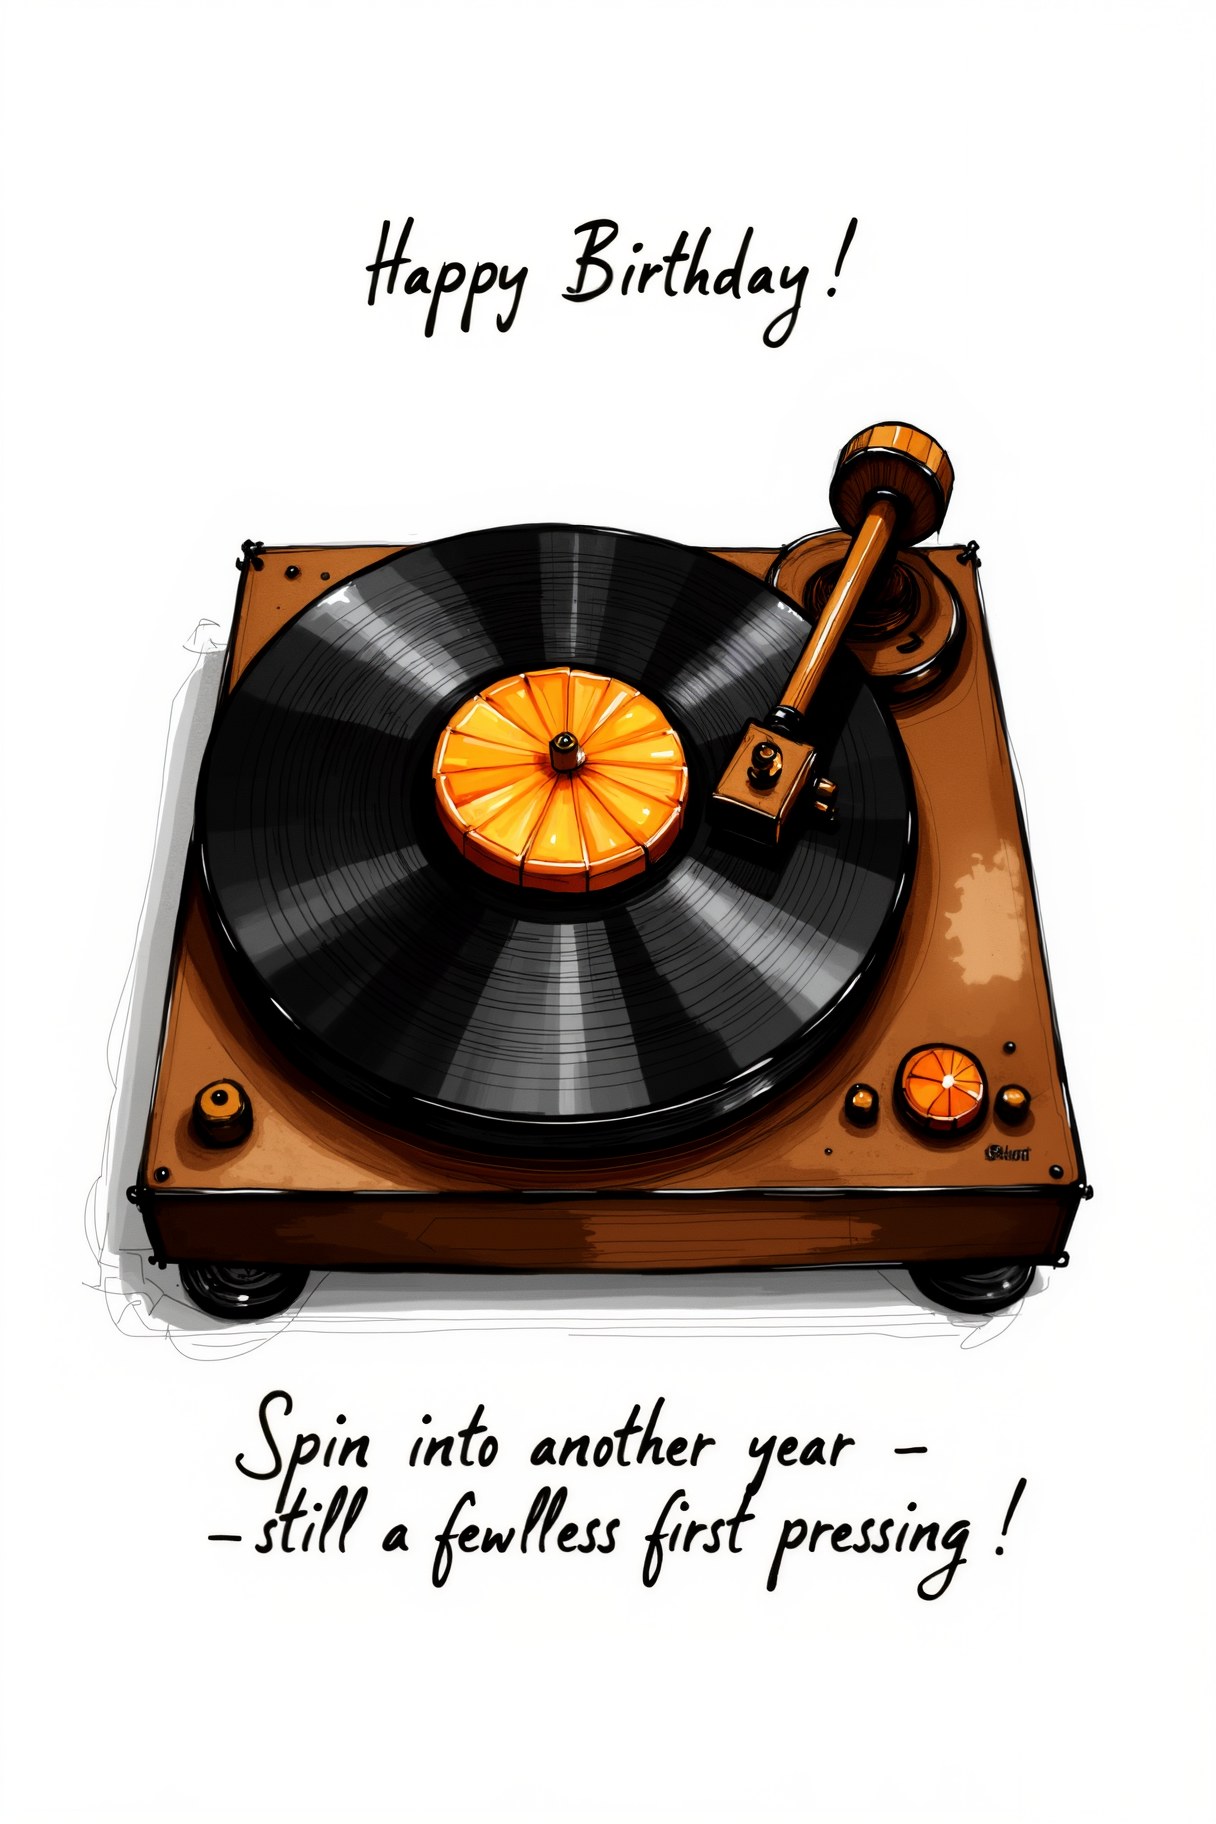 Happy Birthday!
Spin into another year –
– still a fewlless first pressing!